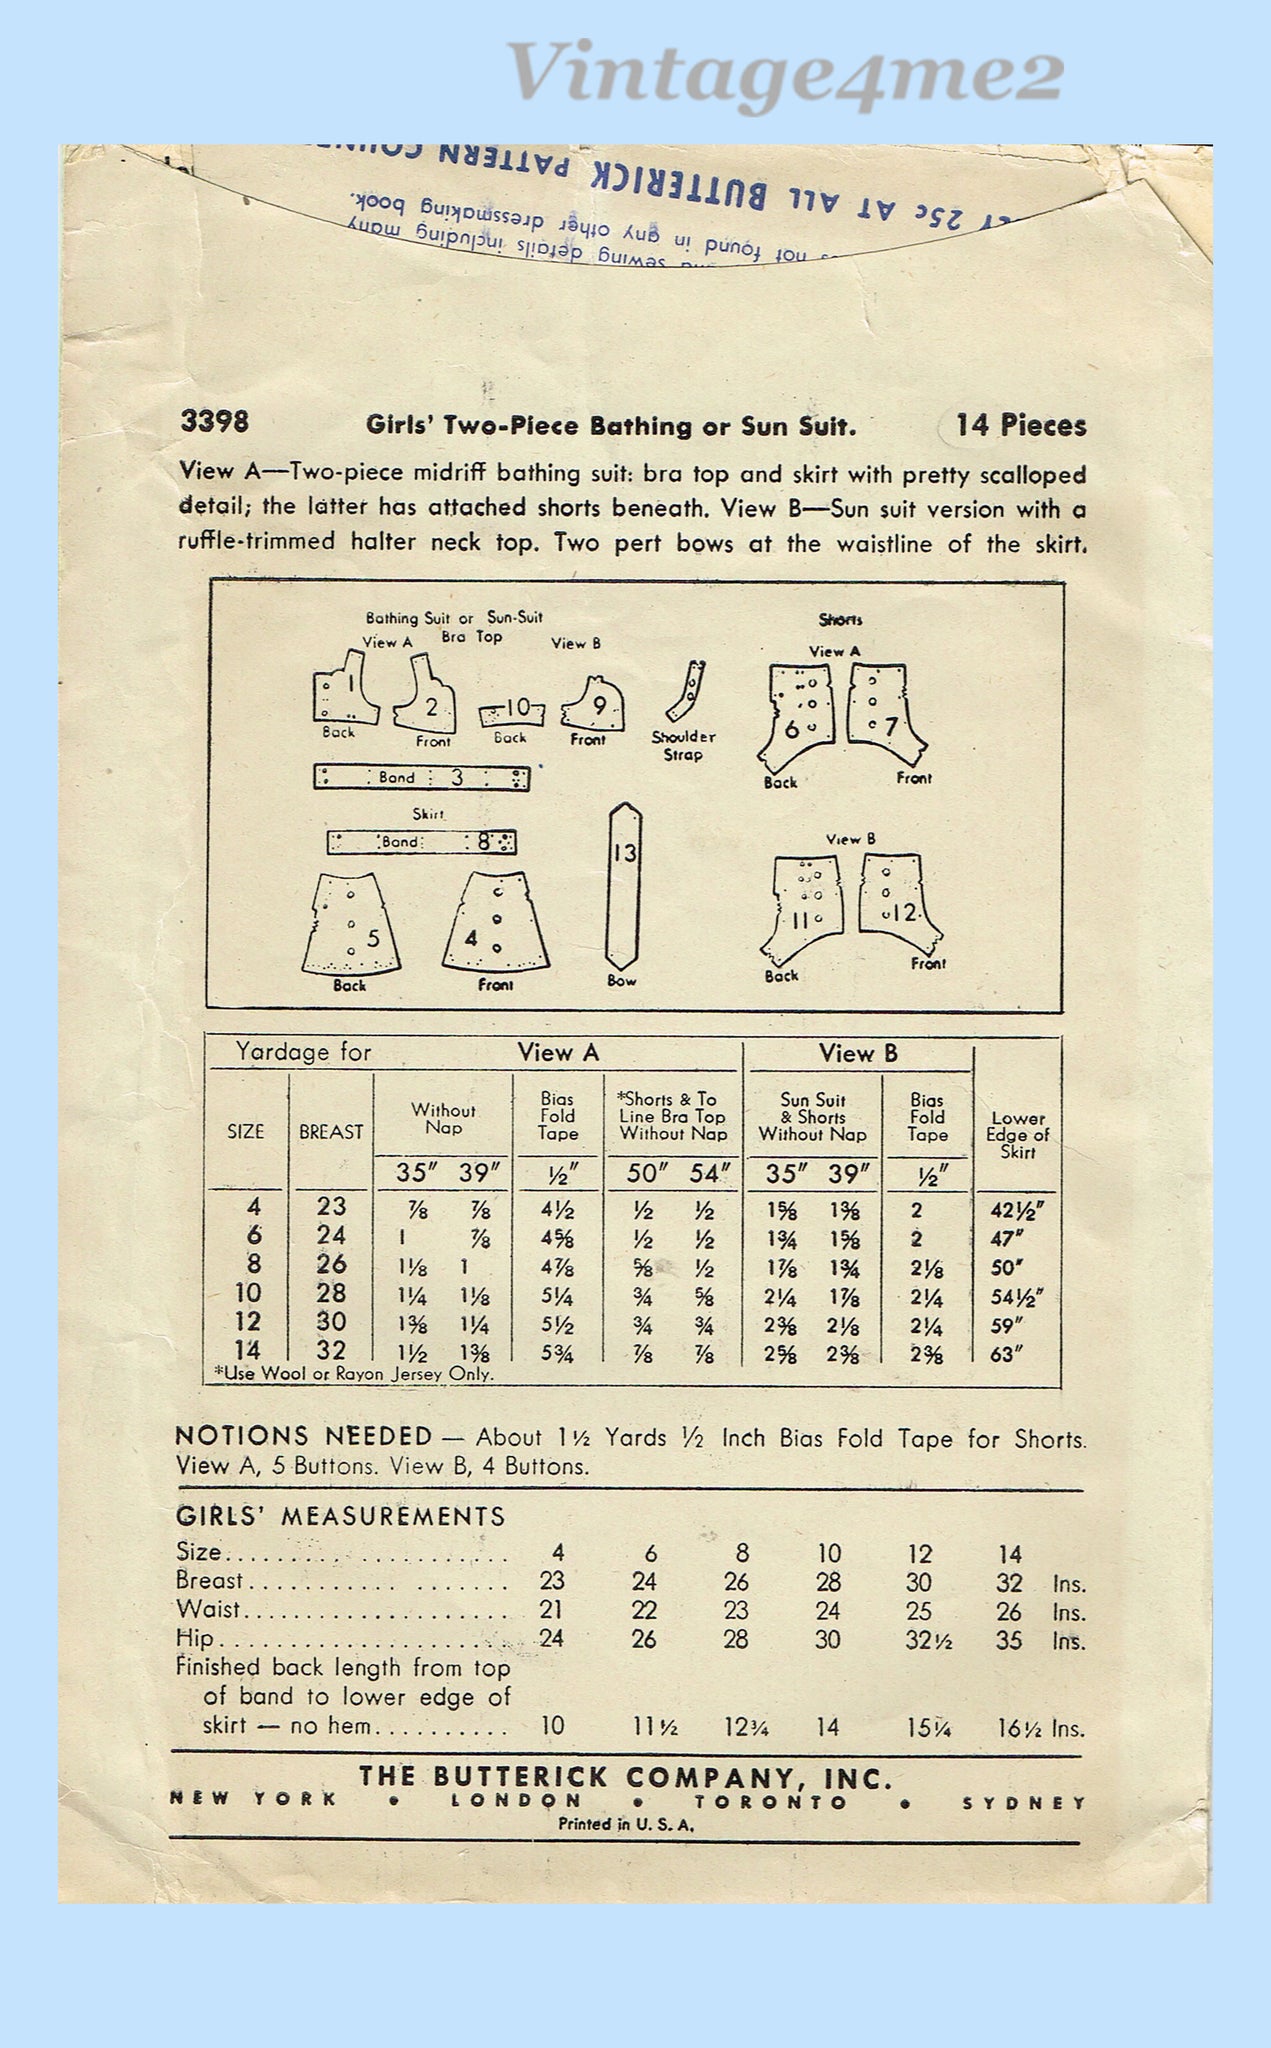 Vintage4me2
25c AT ALL BUTTERICK PATTERN
not found in any other dressmaking book.
sewing details including many
3398 Girls' Two-Piece Bathing or Sun Suit. 14 Pieces
View A—Two-piece midriff bathing suit: bra top and skirt with pretty scalloped
detail; the latter has attached shorts beneath. View B—Sun suit version with a
ruffle-trimmed halter neck top. Two pert bows at the waistline of the skirt.
Bathing Suit or Sun-Suit Shorts
View A Bra Top View B View A
1 2 10 9 6 7
Back Front Back Front Shoulder Strap Back Front
Band 3
Skirt
Band 8 13 View B
5 4 11 12
Back Front Bow Back Front
Yardage for View A View B
SIZE BREAST Without Nap Bias Fold Tape *Shorts & To Line Bra Top Without Nap Sun Suit & Shorts Without Nap Bias Fold Tape Lower Edge of Skirt
35" 39" ½" 50" 54" 35" 39" ½"
4 23 ⅞ ⅞ 4½ ½ ½ 1⅝ 1⅜ 2 42½"
6 24 1 ⅞ 4⅝ ½ ½ 1¾ 1⅝ 2 47"
8 26 1⅛ 1 4⅞ ⅝ ½ 1⅞ 1¾ 2⅛ 50"
10 28 1¼ 1⅛ 5¼ ¾ ⅝ 2¼ 1⅞ 2¼ 54½"
12 30 1⅜ 1¼ 5½ ¾ ¾ 2⅜ 2⅛ 2¼ 59"
14 32 1½ 1⅜ 5¾ ⅞ ⅞ 2⅝ 2⅜ 2⅜ 63"
*Use Wool or Rayon Jersey Only.
NOTIONS NEEDED — About 1½ Yards ½ Inch Bias Fold Tape for Shorts.
View A, 5 Buttons. View B, 4 Buttons.
GIRLS' MEASUREMENTS
Size.................... 4 6 8 10 12 14
Breast.................. 23 24 26 28 30 32 Ins.
Waist................... 21 22 23 24 25 26 Ins.
Hip..................... 24 26 28 30 32½ 35 Ins.
Finished back length from top
of band to lower edge of
skirt — no hem.......... 10 11½ 12¾ 14 15¼ 16½ Ins.
THE BUTTERICK COMPANY, INC.
NEW YORK • LONDON • TORONTO • SYDNEY
Printed in U. S. A.